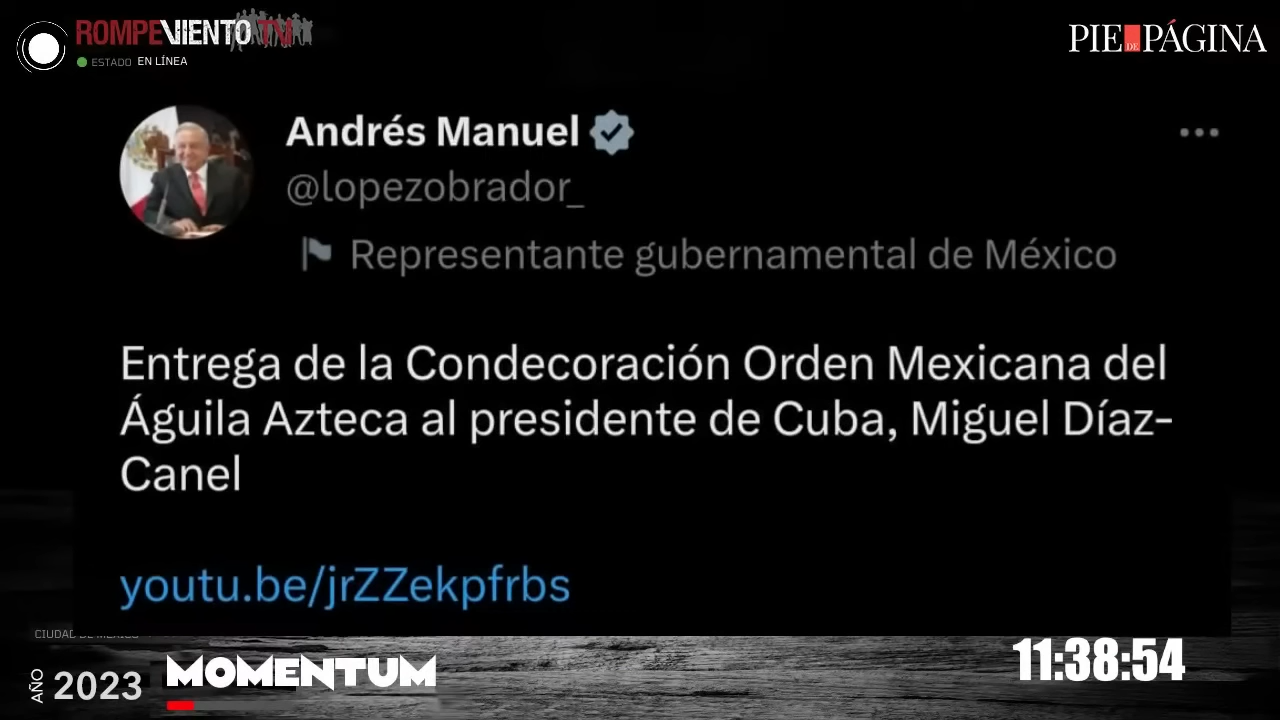 ROMPEVIENTO TV
ESTADO EN LÍNEA
PIE DE PÁGINA
Andrés Manuel
@lopezobrador_
Representante gubernamental de México
Entrega de la Condecoración Orden Mexicana del
Águila Azteca al presidente de Cuba, Miguel Díaz-
Canel
youtu.be/jrZZekpfrbs
CIUDAD DE MÉXICO
AÑO 2023
MOMENTUM
11:38:54